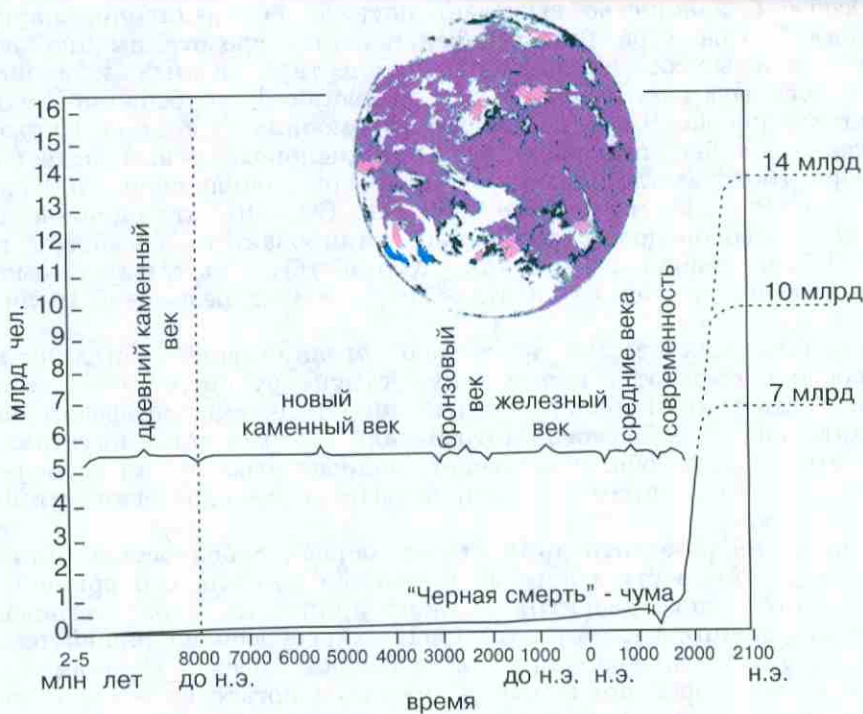 16
15
14
13
12
11
10
9
8
7
6
5
4
3
2
1
0
млрд чел.
древний каменный
век
новый
каменный век
бронзовый
век
железный
век
средние века
современность
14 млрд
10 млрд
7 млрд
"Черная смерть" - чума
2-5 8000 7000 6000 5000 4000 3000 2000 1000 0 1000 2000 2100
млн лет до н.э. до н.э. н.э. н.э.
время